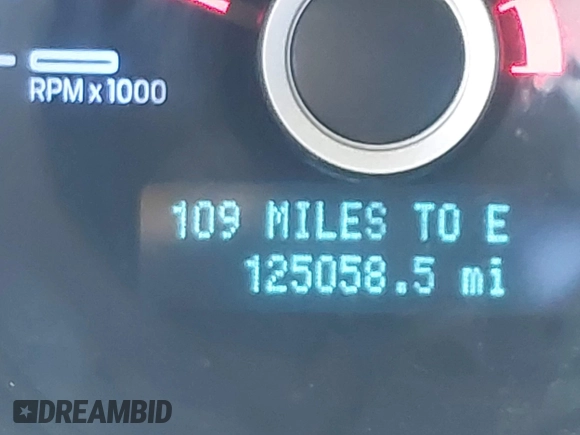 RPM x 1000
109 MILES TO E
125058.5 mi
DREAMBID